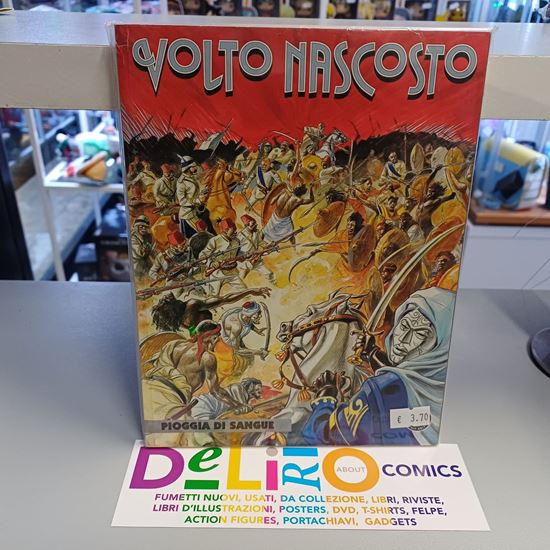 VOLTO NASCOSTO
PIOGGIA DI SANGUE
€ 3.70
DeLiRiO
ABOUT
COMICS
FUMETTI NUOVI, USATI, DA COLLEZIONE, LIBRI, RIVISTE,
LIBRI D'ILLUSTRAZIONI, POSTERS, DVD, T-SHIRTS, FELPE,
ACTION FIGURES, PORTACHIAVI, GADGETS